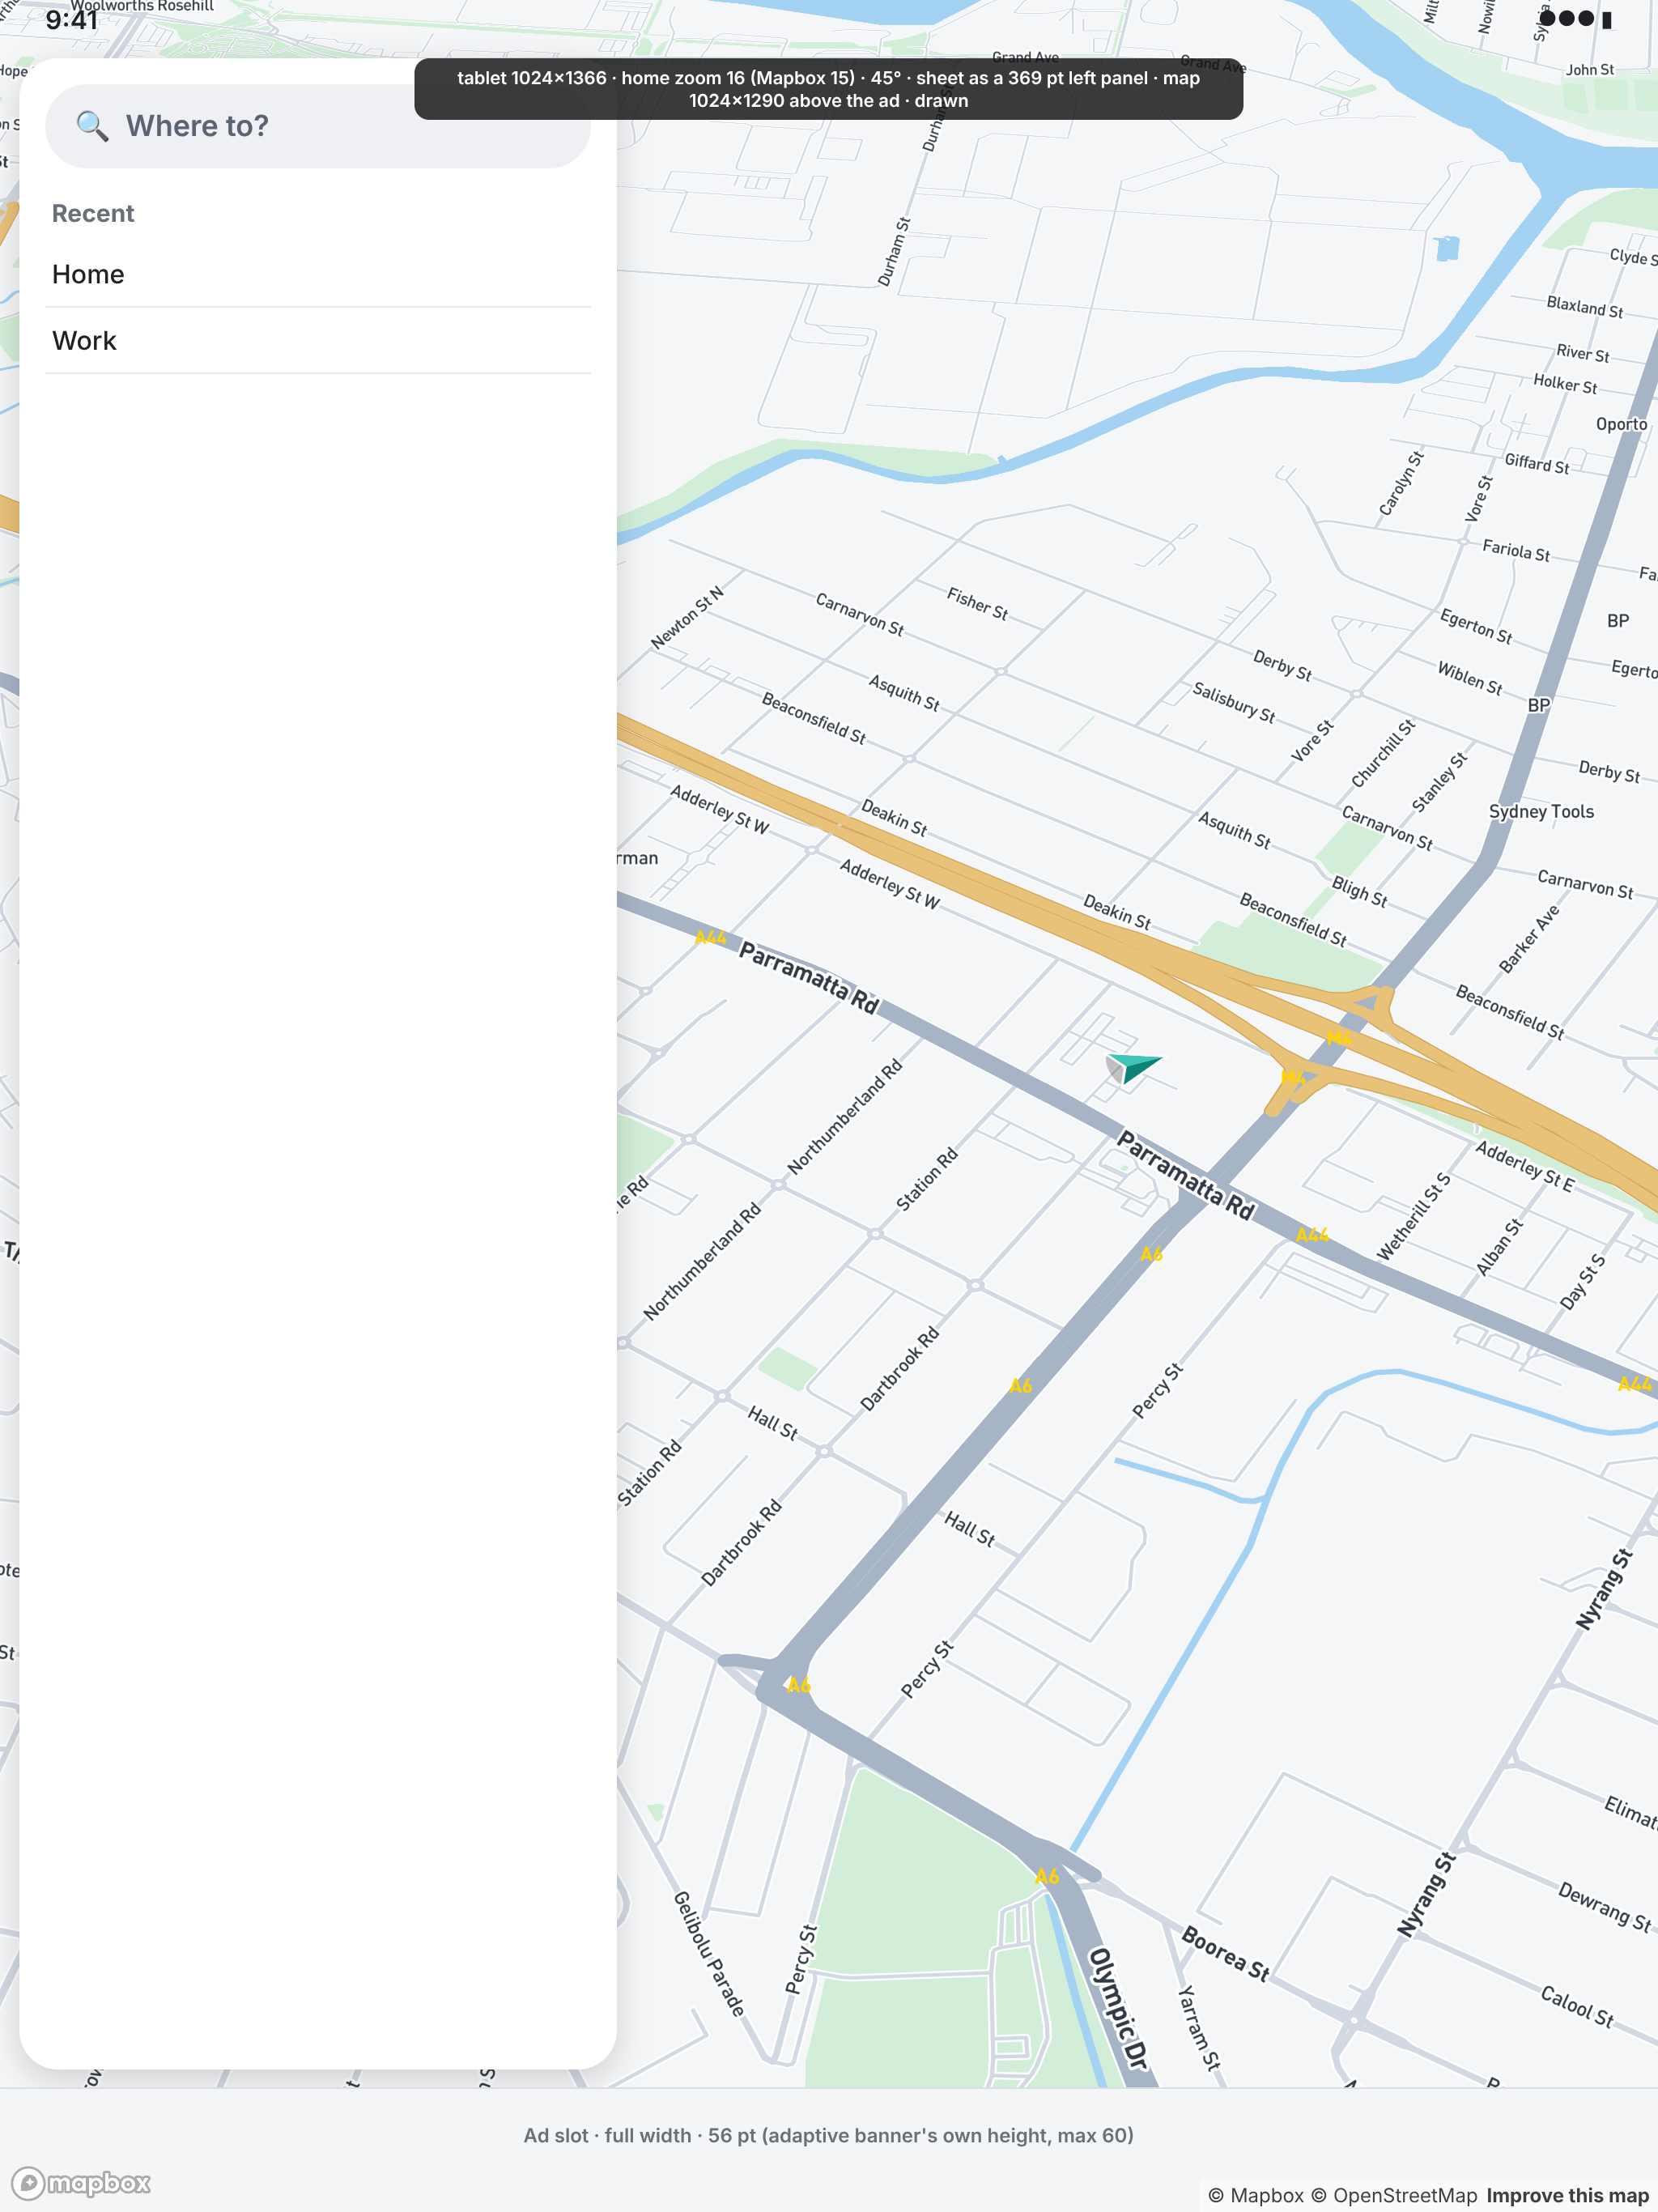 Woolworths Rosehill
9:41
tablet 1024×1366 · home zoom 16 (Mapbox 15) · 45° · sheet as a 369 pt left panel · map
1024×1290 above the ad · drawn
Where to?
Recent
Home
Work
Grand Ave
Grand Ave
John St
Durham St
Durham St
Clyde S
Blaxland St
River St
Holker St
Oporto
Giffard St
Carolyn St
Vore St
Fariola St
Newton St N
Carnarvon St
Fisher St
BP
Egerton St
Wiblen St
Egerto
Derby St
Salisbury St
Asquith St
Beaconsfield St
BP
Vore St
Churchill St
Stanley St
Derby St
Adderley St W
Deakin St
Sydney Tools
Asquith St
Carnarvon St
rman
Adderley St W
Bligh St
Carnarvon St
Deakin St
Beaconsfield St
Barker Ave
A44
Parramatta Rd
Beaconsfield St
M4
M4
Northumberland Rd
Parramatta Rd
Station Rd
Adderley St E
Wetherill St S
Alban St
Day St S
A44
A6
Northumberland Rd
Dartbrook Rd
A6
A44
Percy St
Hall St
Station Rd
Dartbrook Rd
Hall St
Nyrang St
Percy St
A6
Elimat
A6
Nyrang St
Dewrang St
Gelibolu Parade
Percy St
Boorea St
Olympic Dr
Yarram St
Calool St
Ad slot · full width · 56 pt (adaptive banner's own height, max 60)
mapbox
© Mapbox © OpenStreetMap Improve this map